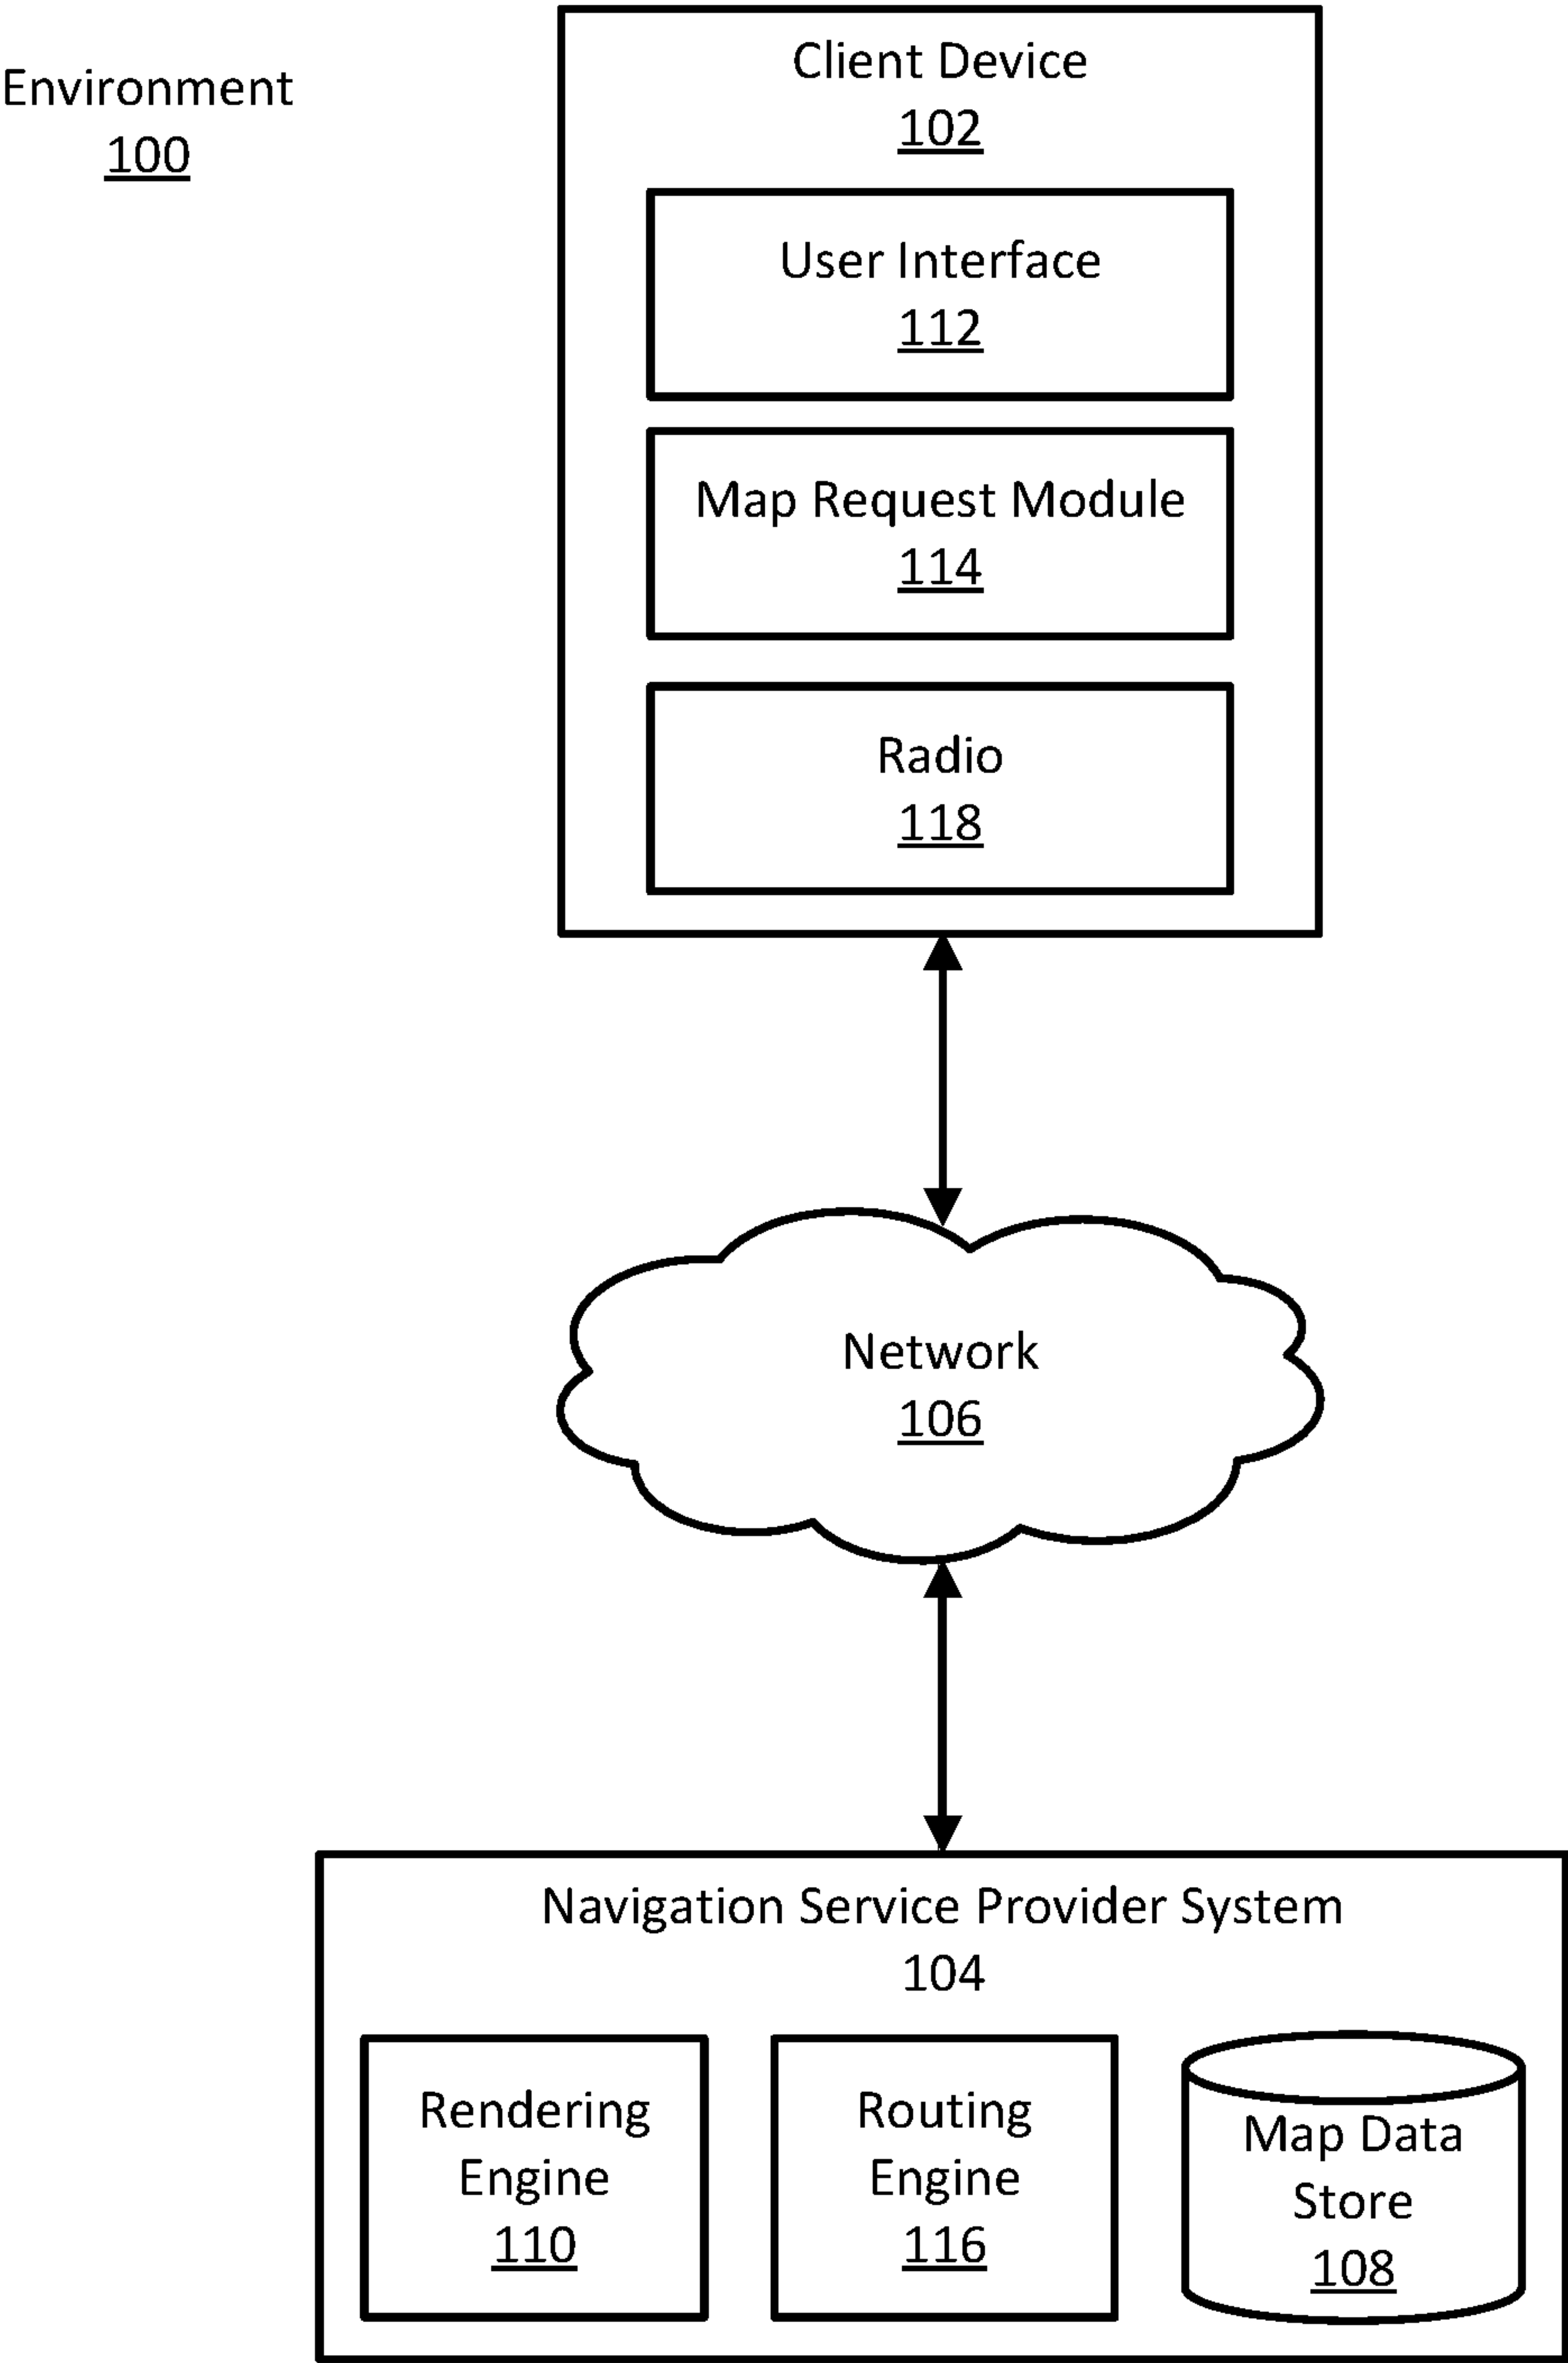 Environment
100
Client Device
102
User Interface
112
Map Request Module
114
Radio
118
Network
106
Navigation Service Provider System
104
Rendering
Engine
110
Routing
Engine
116
Map Data
Store
108